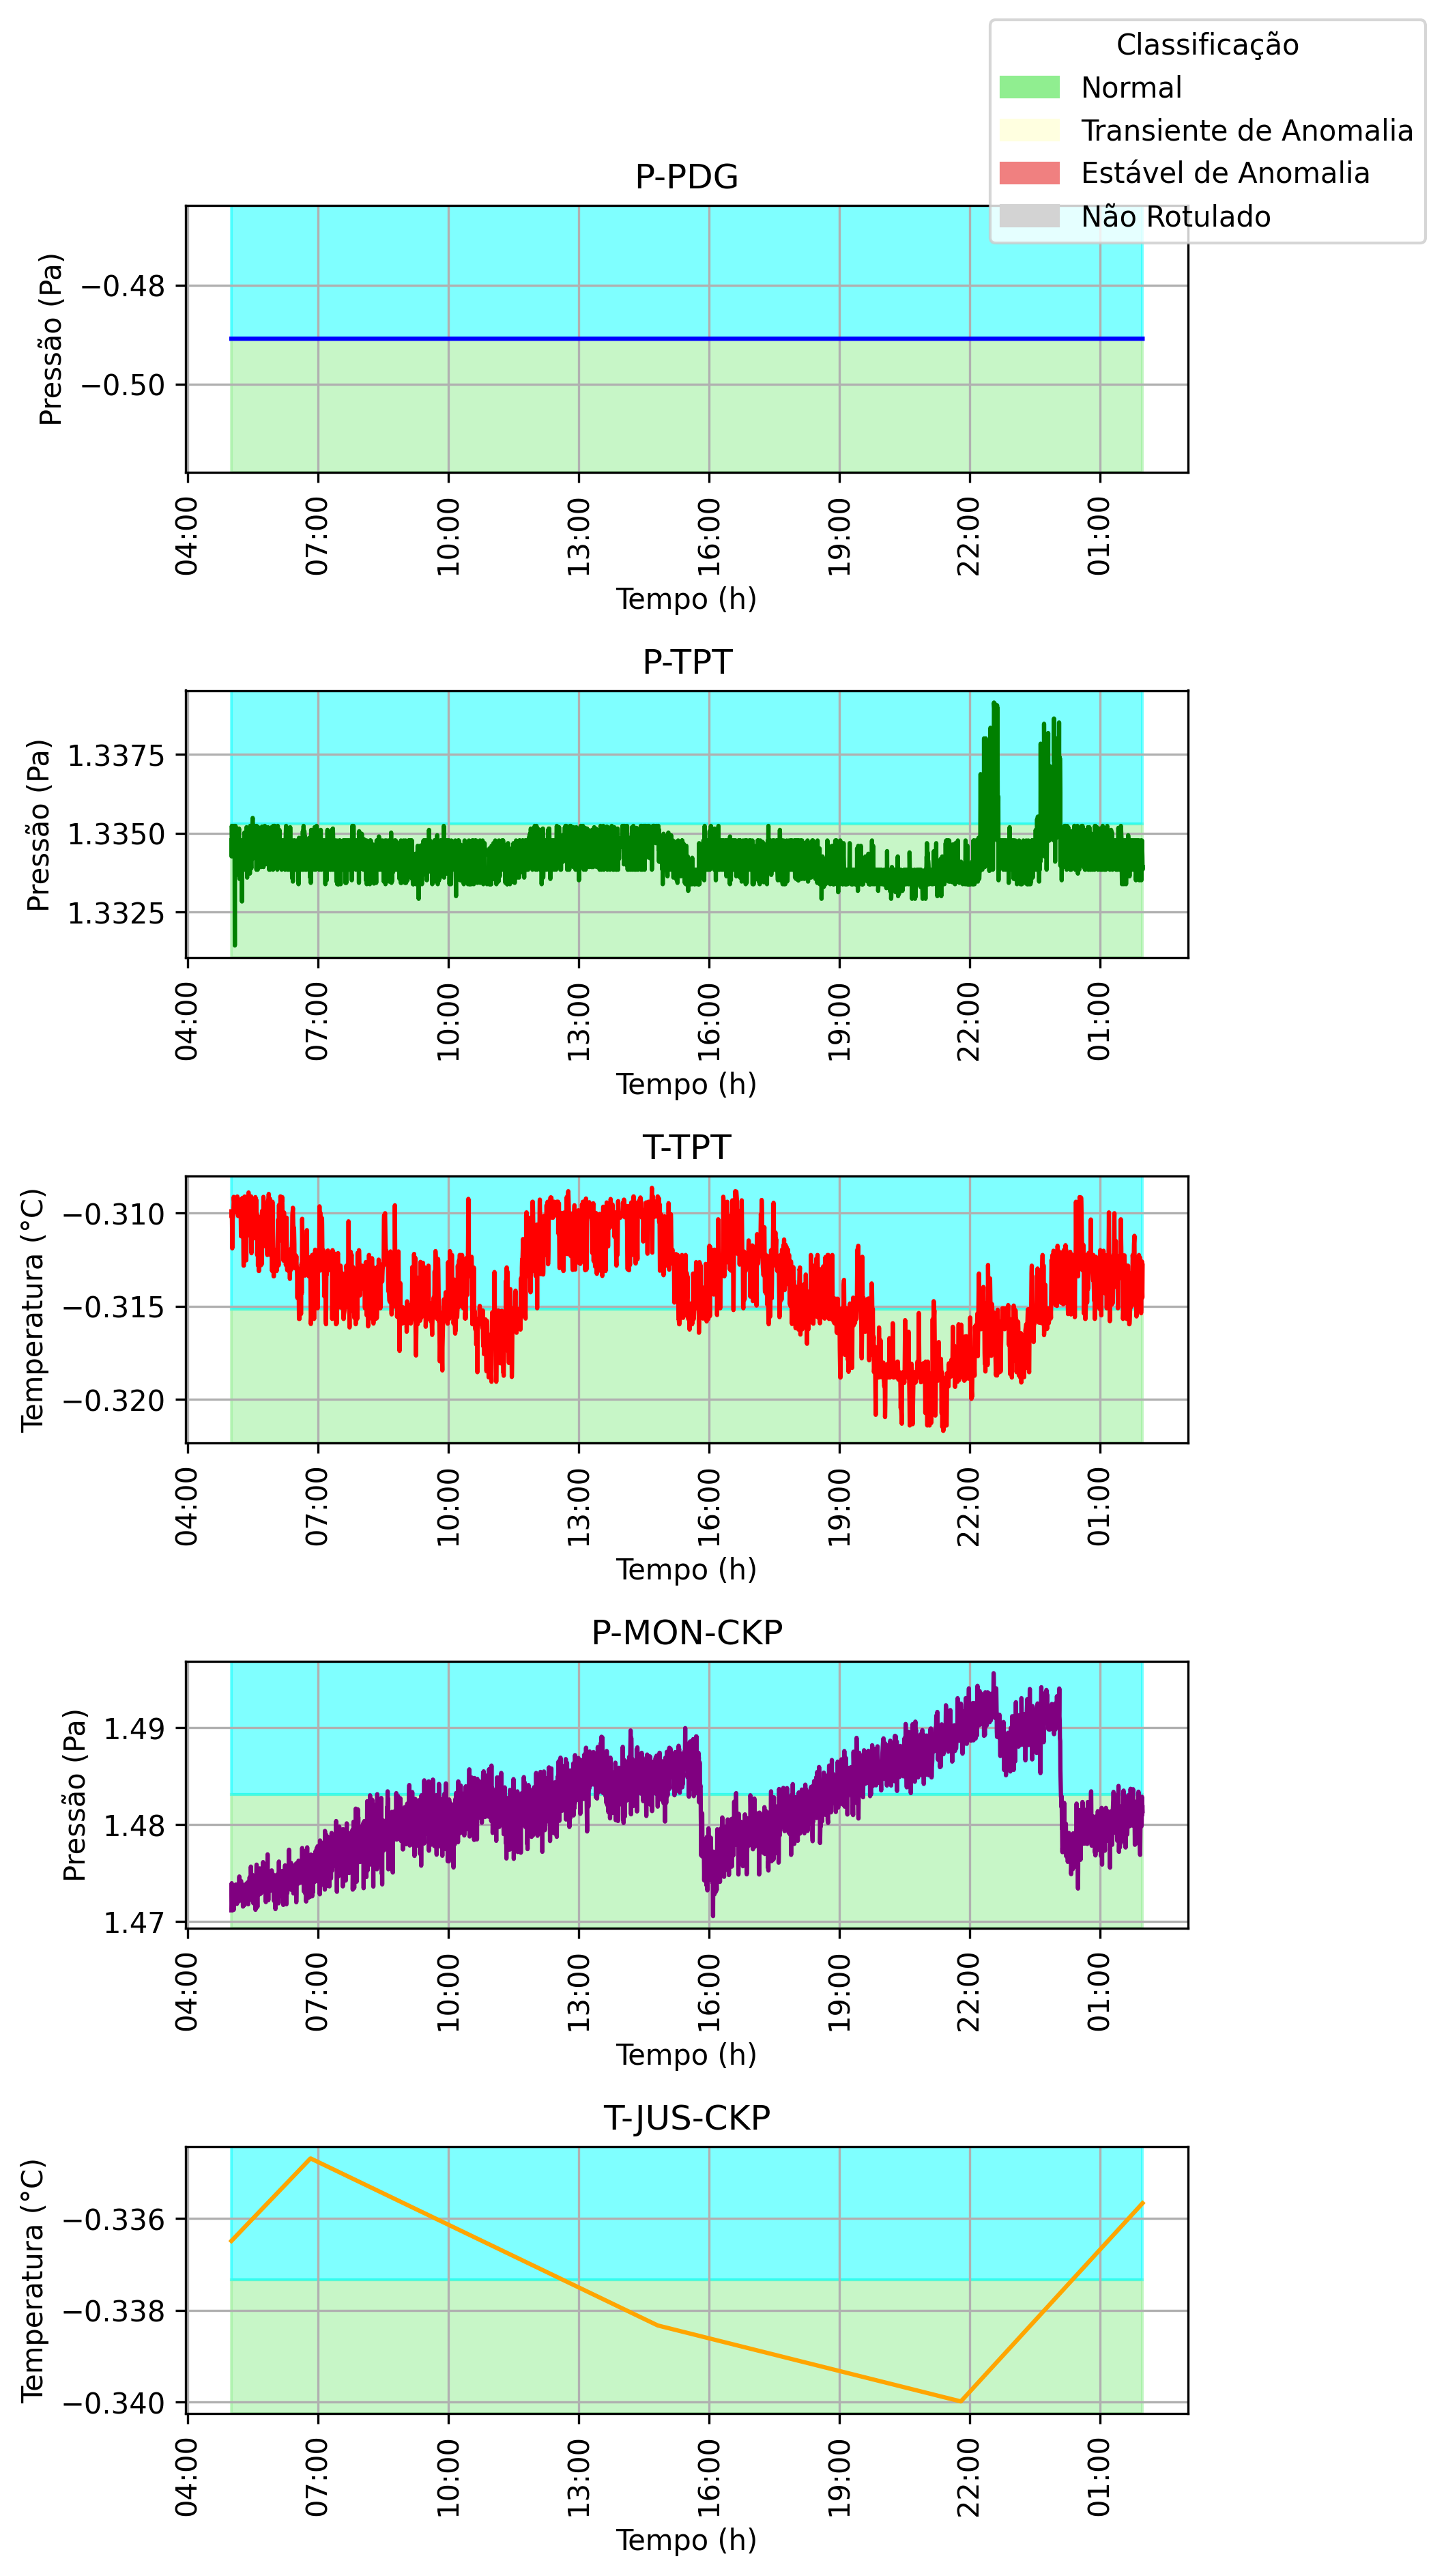 Classificação
Normal
Transiente de Anomalia
Estável de Anomalia
Não Rotulado
P-PDG
Pressão (Pa)
−0.48
−0.50
04:00 07:00 10:00 13:00 16:00 19:00 22:00 01:00
Tempo (h)
P-TPT
Pressão (Pa)
1.3375
1.3350
1.3325
04:00 07:00 10:00 13:00 16:00 19:00 22:00 01:00
Tempo (h)
T-TPT
Temperatura (°C)
−0.310
−0.315
−0.320
04:00 07:00 10:00 13:00 16:00 19:00 22:00 01:00
Tempo (h)
P-MON-CKP
Pressão (Pa)
1.49
1.48
1.47
04:00 07:00 10:00 13:00 16:00 19:00 22:00 01:00
Tempo (h)
T-JUS-CKP
Temperatura (°C)
−0.336
−0.338
−0.340
04:00 07:00 10:00 13:00 16:00 19:00 22:00 01:00
Tempo (h)